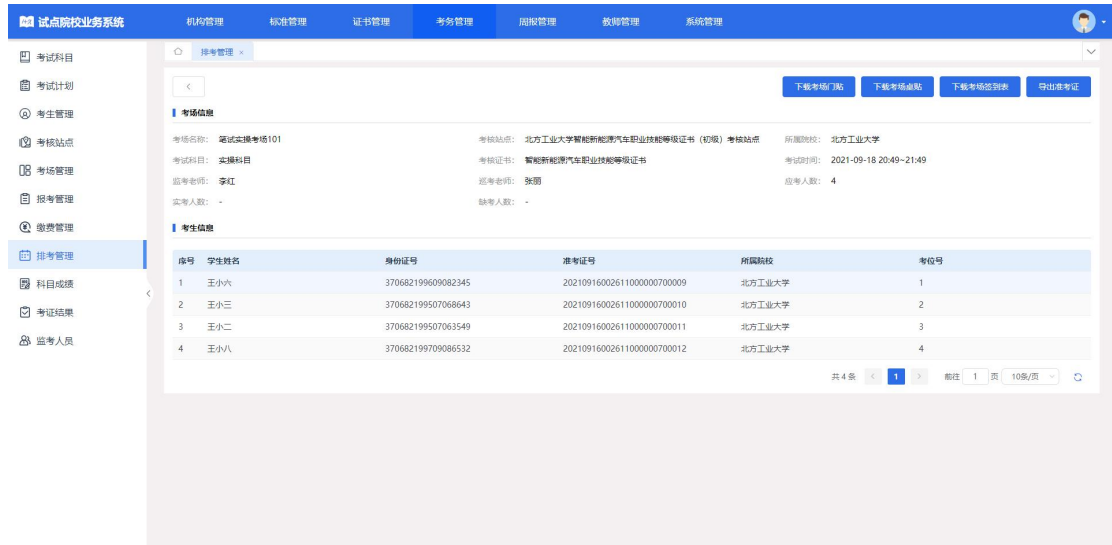 试点院校业务系统 机构管理 标准管理 证书管理 考务管理 周报管理 教师管理 系统管理
考试科目
考试计划
考生管理
考核站点
考场管理
报考管理
缴费管理
排考管理
科目成绩
考证结果
监考人员
排考管理 ×
下载考场门贴 下载考场桌贴 下载考场签到表 导出准考证
考场信息
考场名称: 笔试实操考场101 考核站点: 北方工业大学智能新能源汽车职业技能等级证书（初级）考核站点 所属院校: 北方工业大学
考试科目: 实操科目 考核证书: 智能新能源汽车职业技能等级证书 考试时间: 2021-09-18 20:49~21:49
监考老师: 李红 巡考老师: 张丽 应考人数: 4
实考人数: - 缺考人数: -
考生信息
序号 学生姓名 身份证号 准考证号 所属院校 考位号
1 王小六 370682199609082345 20210916002611000000700009 北方工业大学 1
2 王小三 370682199507068643 20210916002611000000700010 北方工业大学 2
3 王小二 370682199507063549 20210916002611000000700011 北方工业大学 3
4 王小八 370682199709086532 20210916002611000000700012 北方工业大学 4
共 4 条 < 1 > 前往 1 页 10条/页